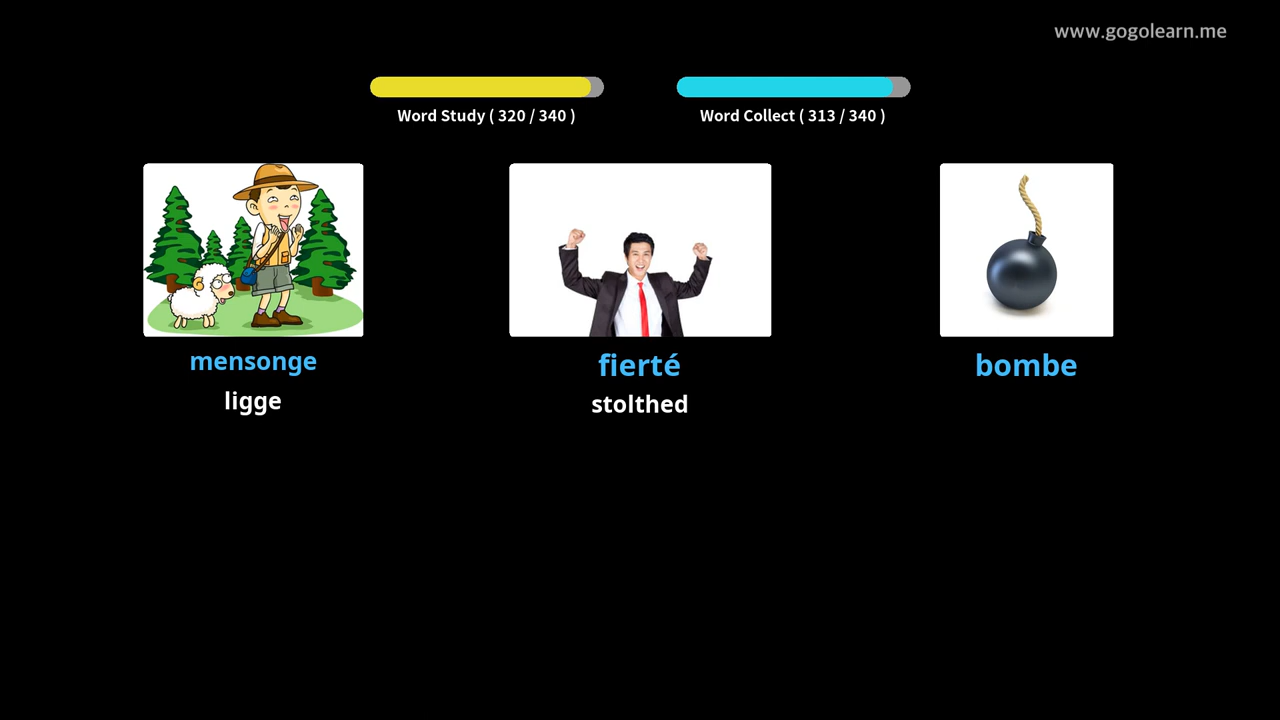 www.gogolearn.me
Word Study ( 320 / 340 )
Word Collect ( 313 / 340 )
mensonge
fierté
bombe
ligge
stolthed